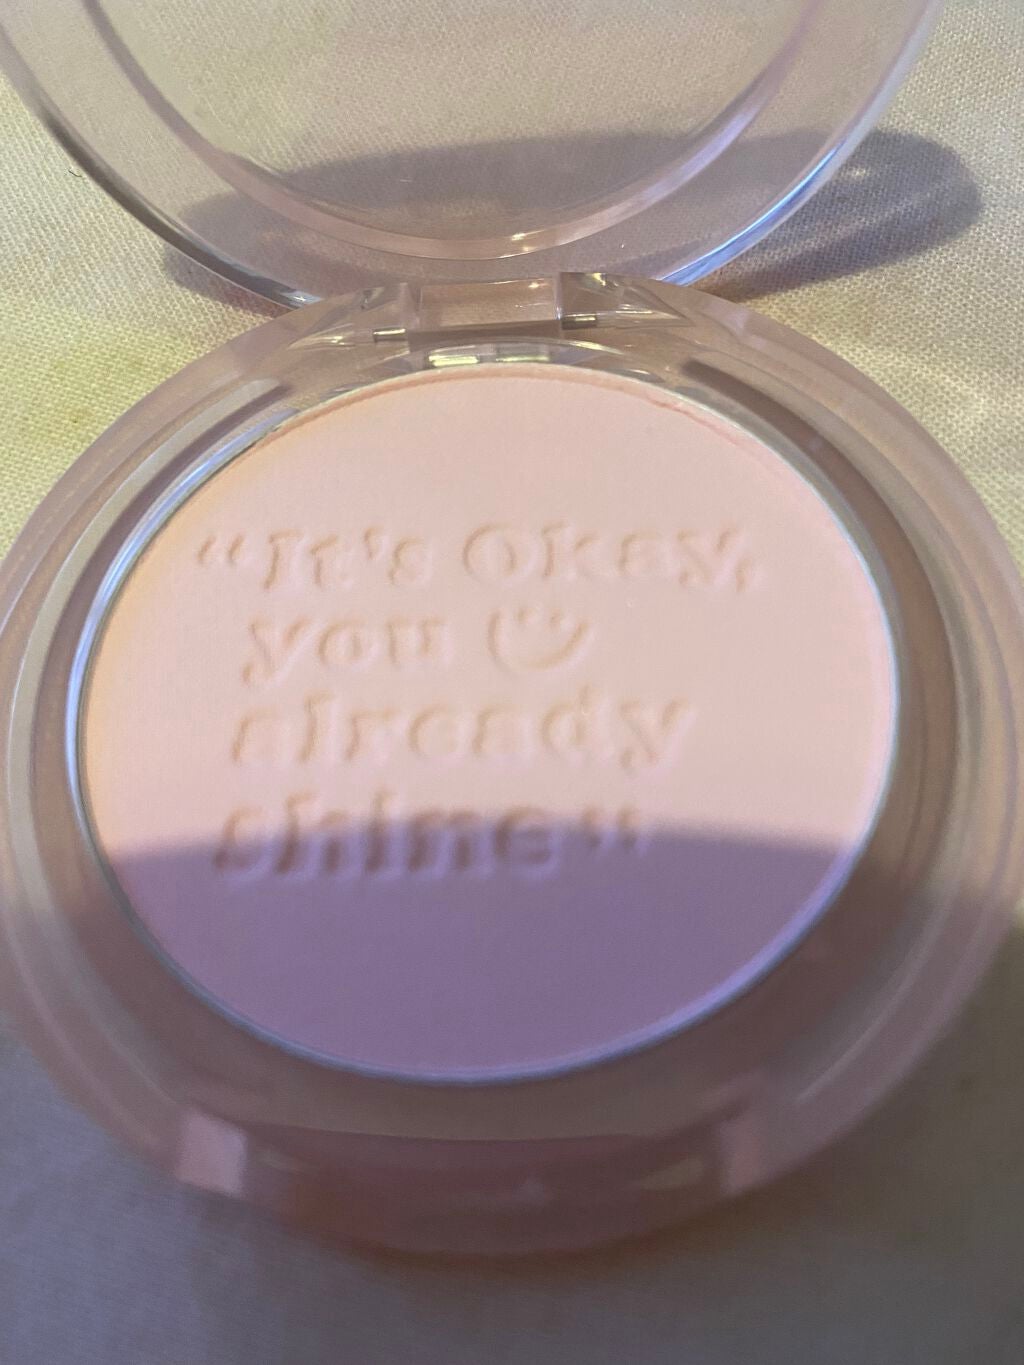 “It's Okay,
you
already
shine”